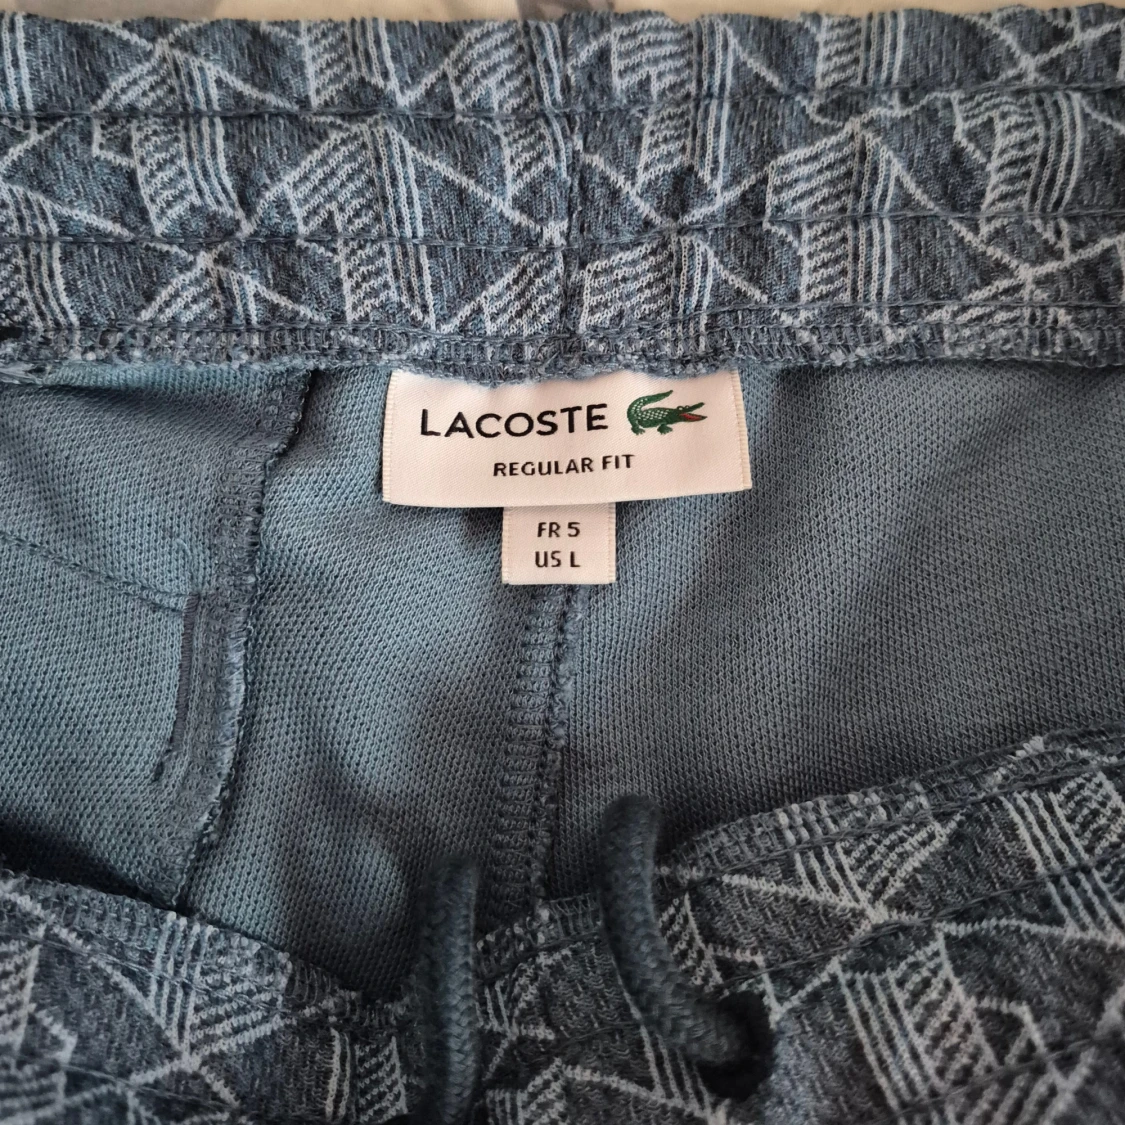 LACOSTE
REGULAR FIT
FR 5
US L